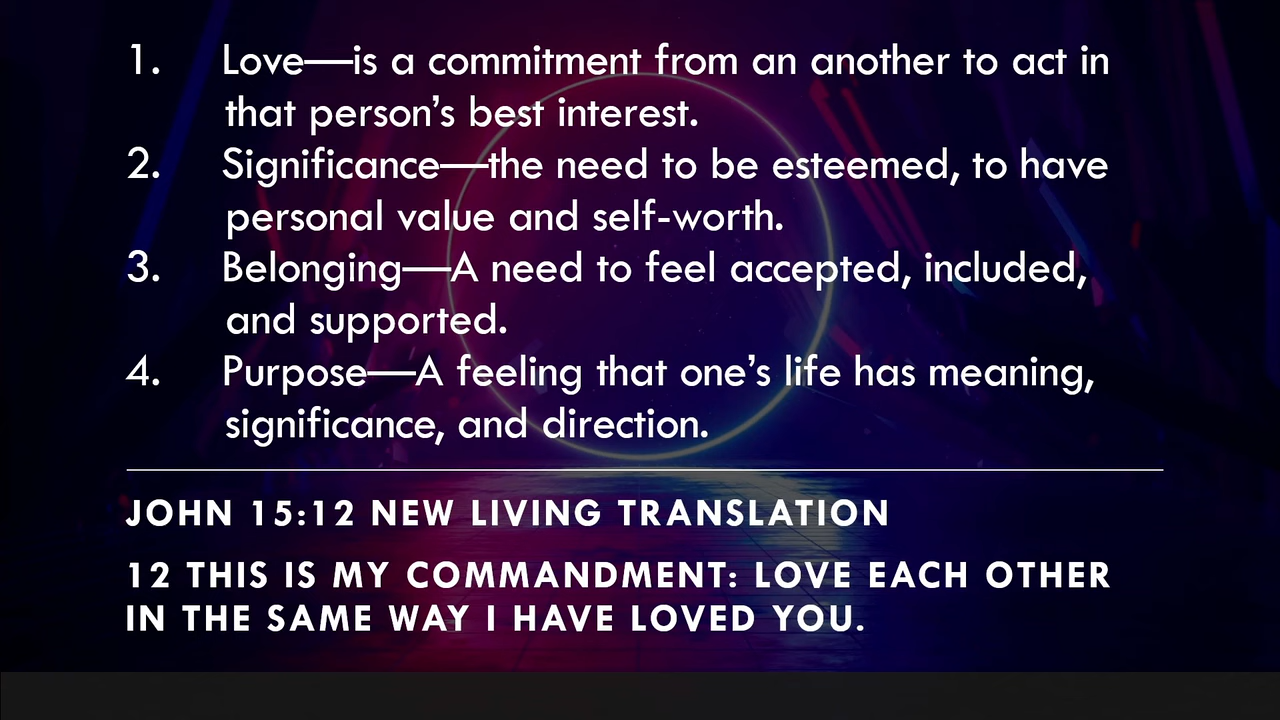 1. Love—is a commitment from an another to act in
that person’s best interest.
2. Significance—the need to be esteemed, to have
personal value and self-worth.
3. Belonging—A need to feel accepted, included,
and supported.
4. Purpose—A feeling that one’s life has meaning,
significance, and direction.
JOHN 15:12 NEW LIVING TRANSLATION
12 THIS IS MY COMMANDMENT: LOVE EACH OTHER
IN THE SAME WAY I HAVE LOVED YOU.